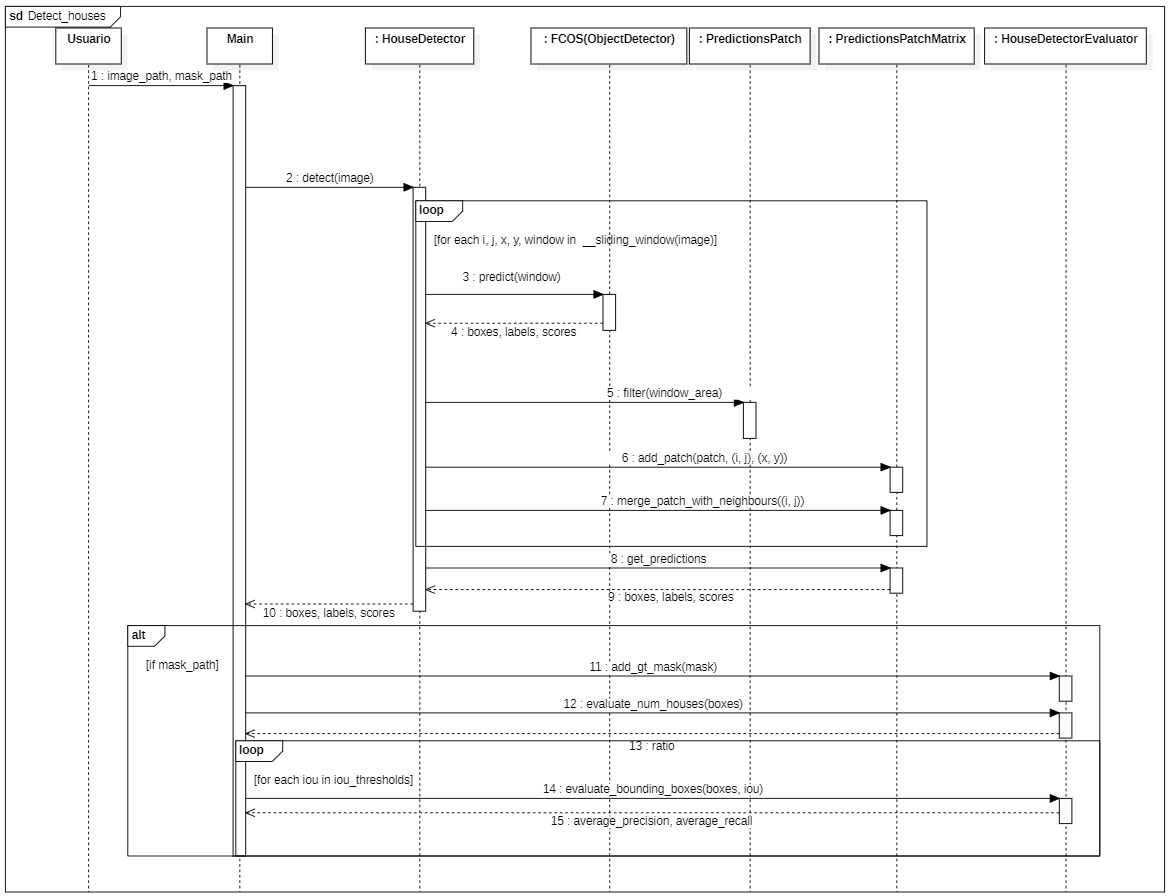 sd Detect_houses
Usuario
Main
: HouseDetector
: FCOS(ObjectDetector)
: PredictionsPatch
: PredictionsPatchMatrix
: HouseDetectorEvaluator
1 : image_path, mask_path
2 : detect(image)
loop
[for each i, j, x, y, window in __sliding_window(image)]
3 : predict(window)
4 : boxes, labels, scores
5 : filter(window_area)
6 : add_patch(patch, (i, j), (x, y))
7 : merge_patch_with_neighbours((i, j))
8 : get_predictions
9 : boxes, labels, scores
10 : boxes, labels, scores
alt
[if mask_path]
11 : add_gt_mask(mask)
12 : evaluate_num_houses(boxes)
13 : ratio
loop
[for each iou in iou_thresholds]
14 : evaluate_bounding_boxes(boxes, iou)
15 : average_precision, average_recall